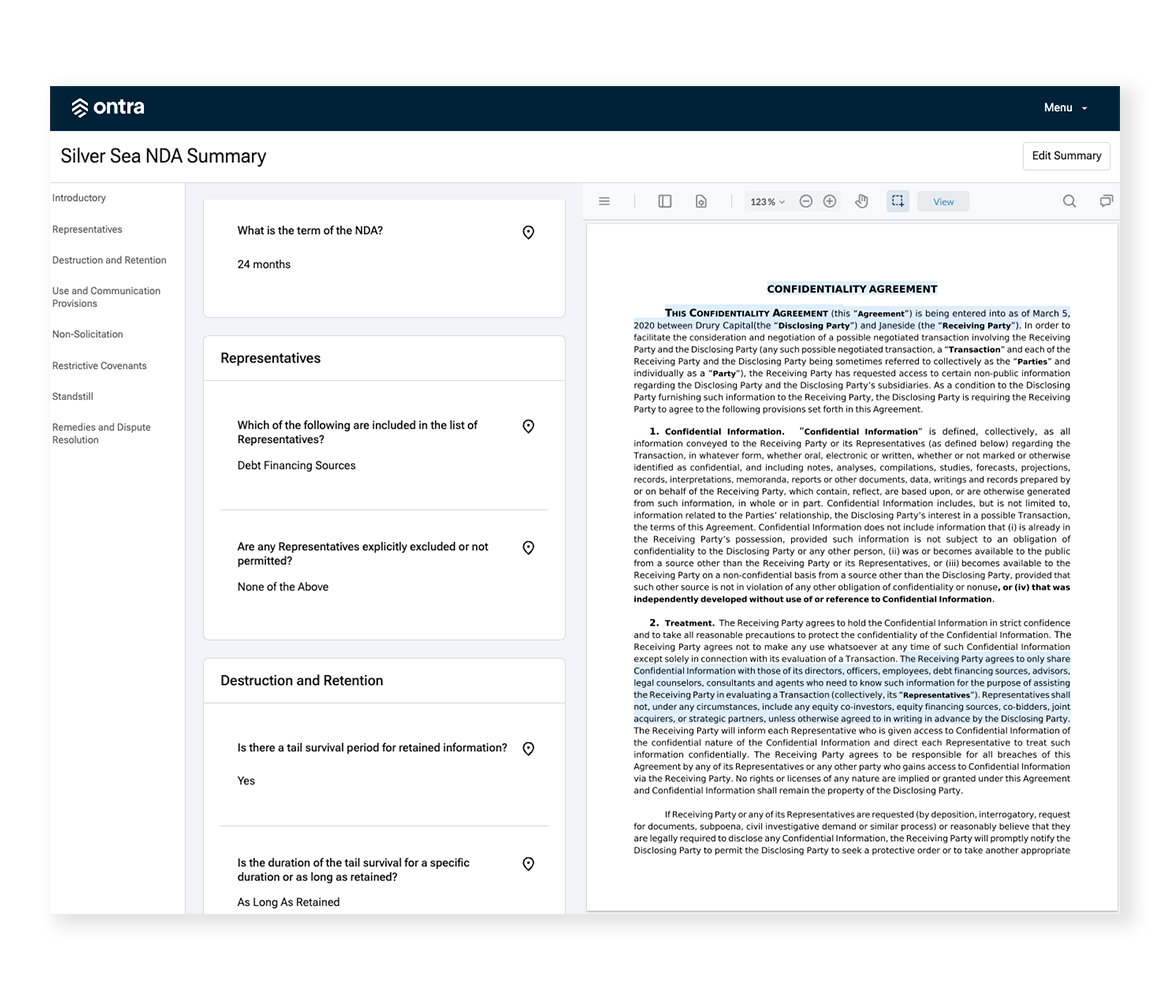 ontra
Menu
Silver Sea NDA Summary
Edit Summary
Introductory
Representatives
Destruction and Retention
Use and Communication
Provisions
Non-Solicitation
Restrictive Covenants
Standstill
Remedies and Dispute
Resolution
What is the term of the NDA?
24 months
Representatives
Which of the following are included in the list of
Representatives?
Debt Financing Sources
Are any Representatives explicitly excluded or not
permitted?
None of the Above
Destruction and Retention
Is there a tail survival period for retained information?
Yes
Is the duration of the tail survival for a specific
duration or as long as retained?
As Long As Retained
123 %
View
CONFIDENTIALITY AGREEMENT
THIS CONFIDENTIALITY AGREEMENT (this “Agreement”) is being entered into as of March 5,
2020 between Drury Capital(the “Disclosing Party”) and Janeside (the “Receiving Party”). In order to
facilitate the consideration and negotiation of a possible negotiated transaction involving the Receiving
Party and the Disclosing Party (any such possible negotiated transaction, a “Transaction” and each of the
Receiving Party and the Disclosing Party being sometimes referred to collectively as the “Parties” and
individually as a “Party”), the Receiving Party has requested access to certain non-public information
regarding the Disclosing Party and the Disclosing Party’s subsidiaries. As a condition to the Disclosing
Party furnishing such information to the Receiving Party, the Disclosing Party is requiring the Receiving
Party to agree to the following provisions set forth in this Agreement.
1. Confidential Information. “Confidential Information” is defined, collectively, as all
information conveyed to the Receiving Party or its Representatives (as defined below) regarding the
Transaction, in whatever form, whether oral, electronic or written, whether or not marked or otherwise
identified as confidential, and including notes, analyses, compilations, studies, forecasts, projections,
records, interpretations, memoranda, reports or other documents, data, writings and records prepared by
or on behalf of the Receiving Party, which contain, reflect, are based upon, or are otherwise generated
from such information, in whole or in part. Confidential Information includes, but is not limited to,
information related to the Parties’ relationship, the Disclosing Party’s interest in a possible Transaction,
the terms of this Agreement. Confidential Information does not include information that (i) is already in
the Receiving Party’s possession, provided such information is not subject to an obligation of
confidentiality to the Disclosing Party or any other person, (ii) was or becomes available to the public
from a source other than the Receiving Party or its Representatives, or (iii) becomes available to the
Receiving Party on a non-confidential basis from a source other than the Disclosing Party, provided that
such other source is not in violation of any other obligation of confidentiality or nonuse, or (iv) that was
independently developed without use of or reference to Confidential Information.
2. Treatment. The Receiving Party agrees to hold the Confidential Information in strict confidence
and to take all reasonable precautions to protect the confidentiality of the Confidential Information. The
Receiving Party agrees not to make any use whatsoever at any time of such Confidential Information
except solely in connection with its evaluation of a Transaction. The Receiving Party agrees to only share
Confidential Information with those of its directors, officers, employees, debt financing sources, advisors,
legal counselors, consultants and agents who need to know such information for the purpose of assisting
the Receiving Party in evaluating a Transaction (collectively, its “Representatives”). Representatives shall
not, under any circumstances, include any equity co-investors, equity financing sources, co-bidders, joint
acquirers, or strategic partners, unless otherwise agreed to in writing in advance by the Disclosing Party.
The Receiving Party will inform each Representative who is given access to Confidential Information of
the confidential nature of the Confidential Information and direct each Representative to treat such
information confidentially. The Receiving Party agrees to be responsible for all breaches of this
Agreement by any of its Representatives or any other party who gains access to Confidential Information
via the Receiving Party. No rights or licenses of any nature are implied or granted under this Agreement
and Confidential Information shall remain the property of the Disclosing Party.
If Receiving Party or any of its Representatives are requested (by deposition, interrogatory, request
for documents, subpoena, civil investigative demand or similar process) or reasonably believe that they
are legally required to disclose any Confidential Information, the Receiving Party will promptly notify the
Disclosing Party to permit the Disclosing Party to seek a protective order or to take another appropriate